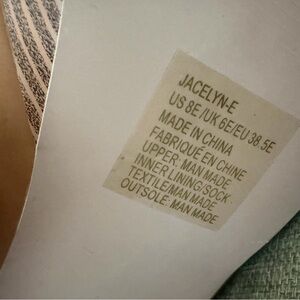 JACELYN-E
US 8E /UK 6E/EU 38.5E
MADE IN CHINA
FABRIQUÉ EN CHINE
UPPER. MAN MADE
INNER LINING/SOCK -
TEXTILE/MAN MADE
OUTSOLE. MAN MADE